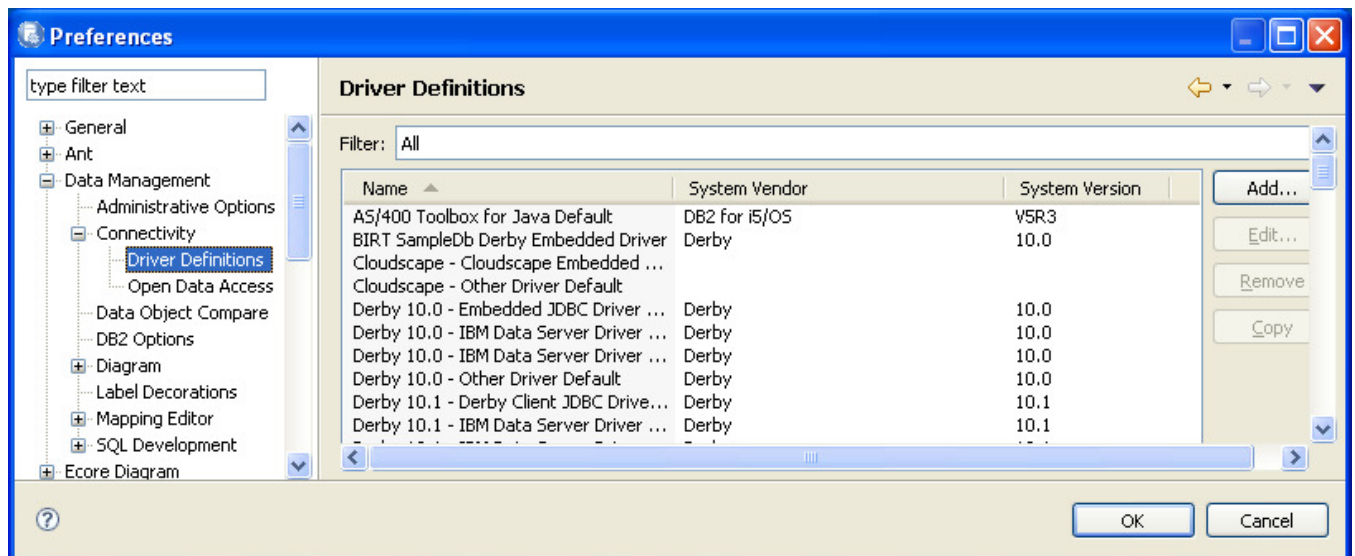 Preferences
type filter text
General
Ant
Data Management
Administrative Options
Connectivity
Driver Definitions
Open Data Access
Data Object Compare
DB2 Options
Diagram
Label Decorations
Mapping Editor
SQL Development
Ecore Diagram
Driver Definitions
Filter: All
Name System Vendor System Version
AS/400 Toolbox for Java Default DB2 for i5/OS V5R3
BIRT SampleDb Derby Embedded Driver Derby 10.0
Cloudscape - Cloudscape Embedded ...
Cloudscape - Other Driver Default
Derby 10.0 - Embedded JDBC Driver ... Derby 10.0
Derby 10.0 - IBM Data Server Driver ... Derby 10.0
Derby 10.0 - IBM Data Server Driver ... Derby 10.0
Derby 10.0 - Other Driver Default Derby 10.0
Derby 10.1 - Derby Client JDBC Drive... Derby 10.1
Derby 10.1 - IBM Data Server Driver ... Derby 10.1
Add...
Edit...
Remove
Copy
OK Cancel